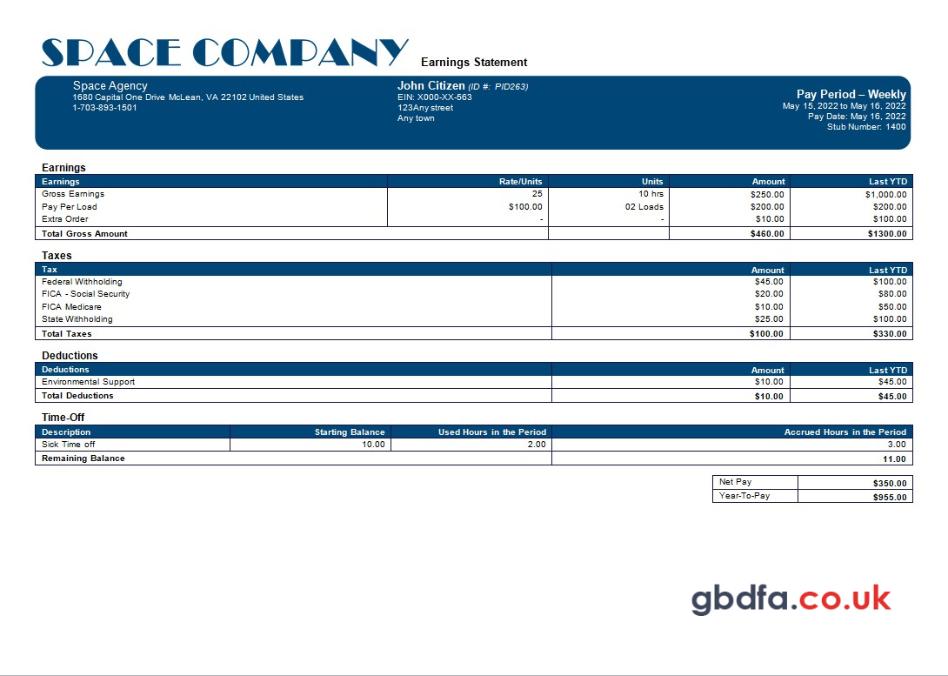 SPACE COMPANY Earnings Statement
Space Agency
1680 Capital One Drive McLean, VA 22102 United States
1-703-893-1501
John Citizen (ID #: PID263)
EIN: X000-XX-563
123Any street
Any town
Pay Period – Weekly
May 15, 2022 to May 16, 2022
Pay Date: May 16, 2022
Stub Number: 1400
Earnings
Earnings Rate/Units Units Amount Last YTD
Gross Earnings 25 10 hrs $250.00 $1,000.00
Pay Per Load $100.00 02 Loads $200.00 $200.00
Extra Order - - $10.00 $100.00
Total Gross Amount $460.00 $1300.00
Taxes
Tax Amount Last YTD
Federal Withholding $45.00 $100.00
FICA - Social Security $20.00 $80.00
FICA Medicare $10.00 $50.00
State Withholding $25.00 $100.00
Total Taxes $100.00 $330.00
Deductions
Deductions Amount Last YTD
Environmental Support $10.00 $45.00
Total Deductions $10.00 $45.00
Time-Off
Description Starting Balance Used Hours in the Period Accrued Hours in the Period
Sick Time off 10.00 2.00 3.00
Remaining Balance 11.00
Net Pay $350.00
Year-To-Pay $955.00
gbdfa.co.uk